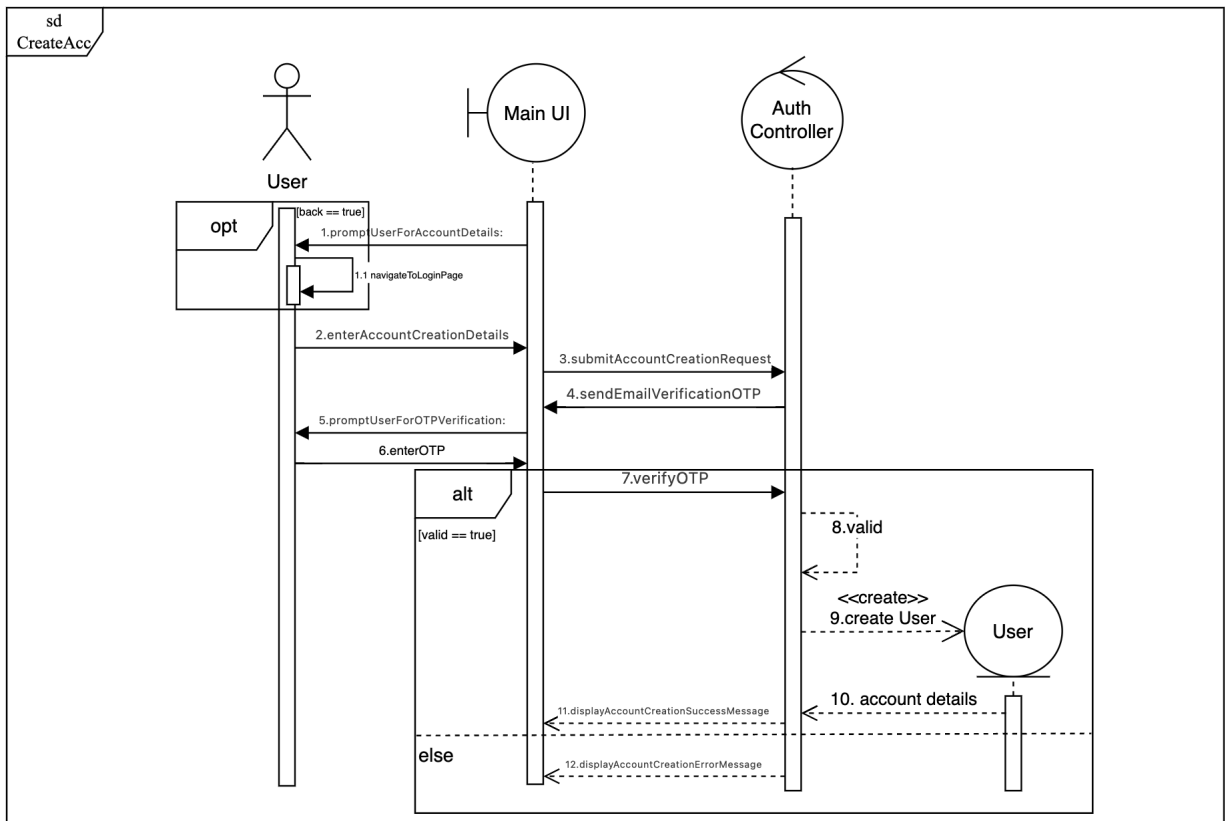 sd
CreateAcc
Main UI
Auth
Controller
User
opt
[back == true]
1.promptUserForAccountDetails:
1.1 navigateToLoginPage
2.enterAccountCreationDetails
3.submitAccountCreationRequest
4.sendEmailVerificationOTP
5.promptUserForOTPVerification:
6.enterOTP
alt
7.verifyOTP
[valid == true]
8.valid
<<create>>
9.create User
User
10. account details
11.displayAccountCreationSuccessMessage
else
12.displayAccountCreationErrorMessage